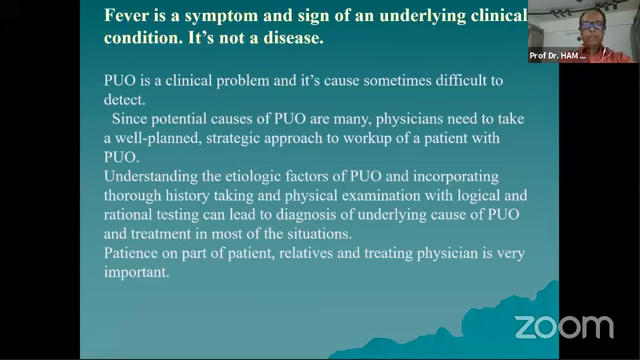 Fever is a symptom and sign of an underlying clinical
condition. It's not a disease.
PUO is a clinical problem and it's cause sometimes difficult to
detect.
Since potential causes of PUO are many, physicians need to take
a well-planned, strategic approach to workup of a patient with
PUO.
Understanding the etiologic factors of PUO and incorporating
thorough history taking and physical examination with logical and
rational testing can lead to diagnosis of underlying cause of PUO
and treatment in most of the situations.
Patience on part of patient, relatives and treating physician is very
important.
Prof Dr. HAM ...
zoom